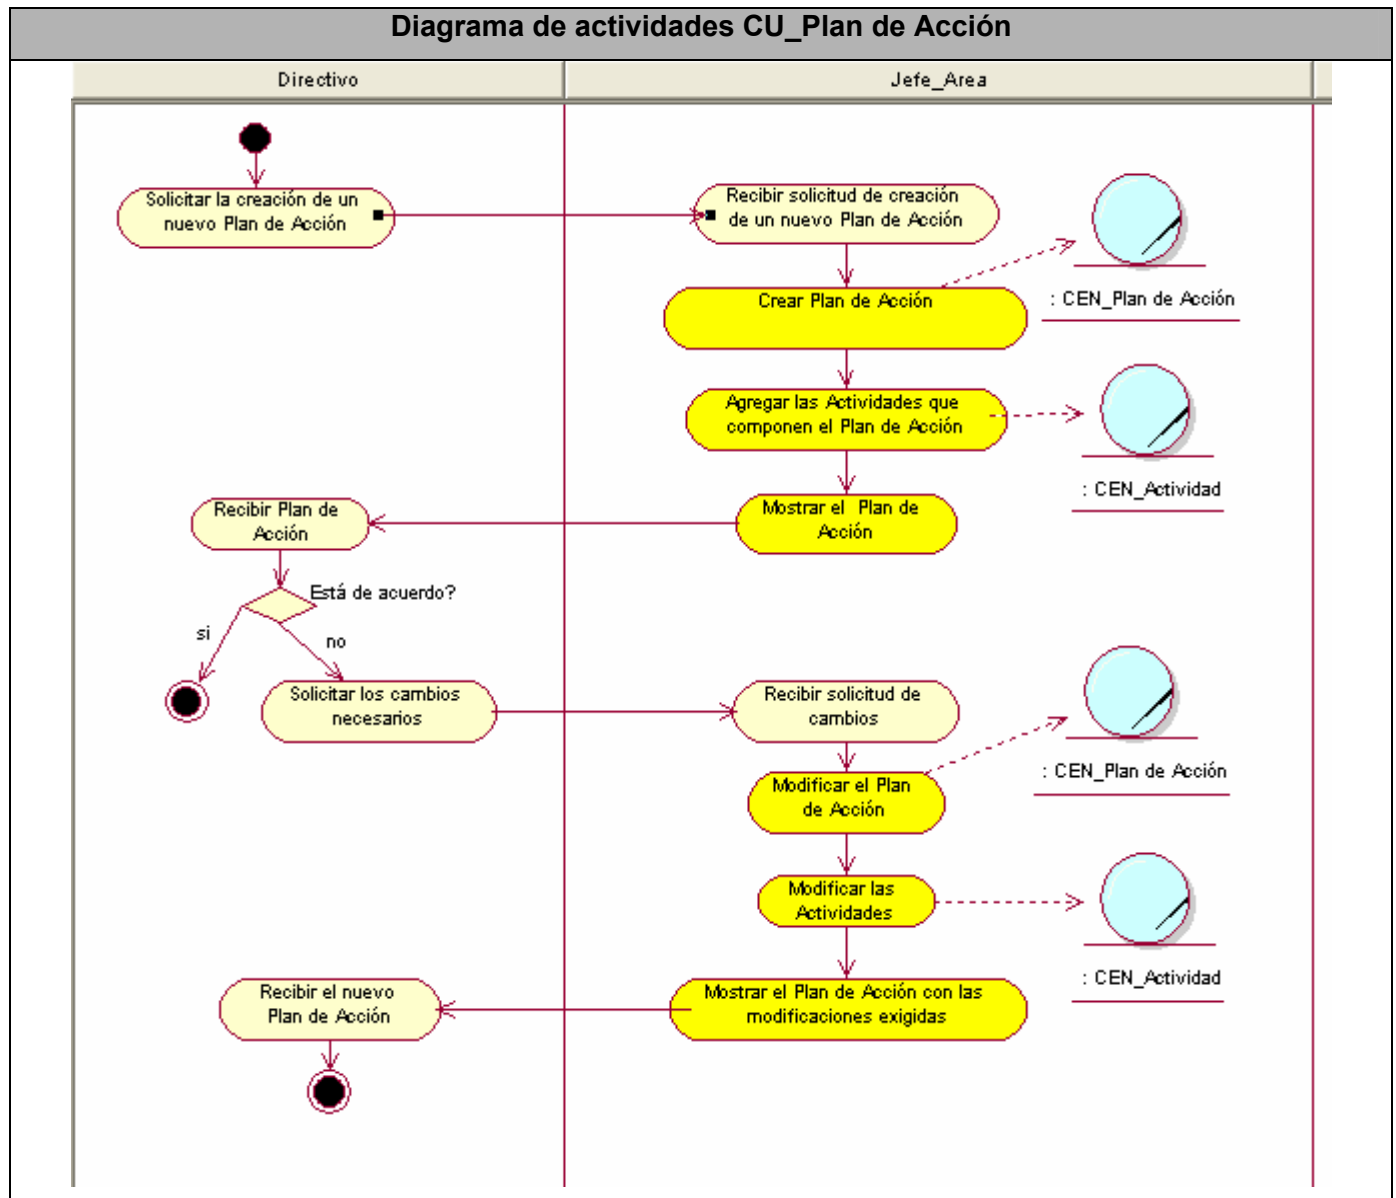 Diagrama de actividades CU_Plan de Acción
Directivo
Jefe_Area
Solicitar la creación de un
nuevo Plan de Acción
Recibir solicitud de creación
de un nuevo Plan de Acción
Crear Plan de Acción
: CEN_Plan de Acción
Agregar las Actividades que
componen el Plan de Acción
: CEN_Actividad
Mostrar el Plan de
Acción
Recibir Plan de
Acción
Está de acuerdo?
si
no
Solicitar los cambios
necesarios
Recibir solicitud de
cambios
Modificar el Plan
de Acción
: CEN_Plan de Acción
Modificar las
Actividades
: CEN_Actividad
Mostrar el Plan de Acción con las
modificaciones exigidas
Recibir el nuevo
Plan de Acción